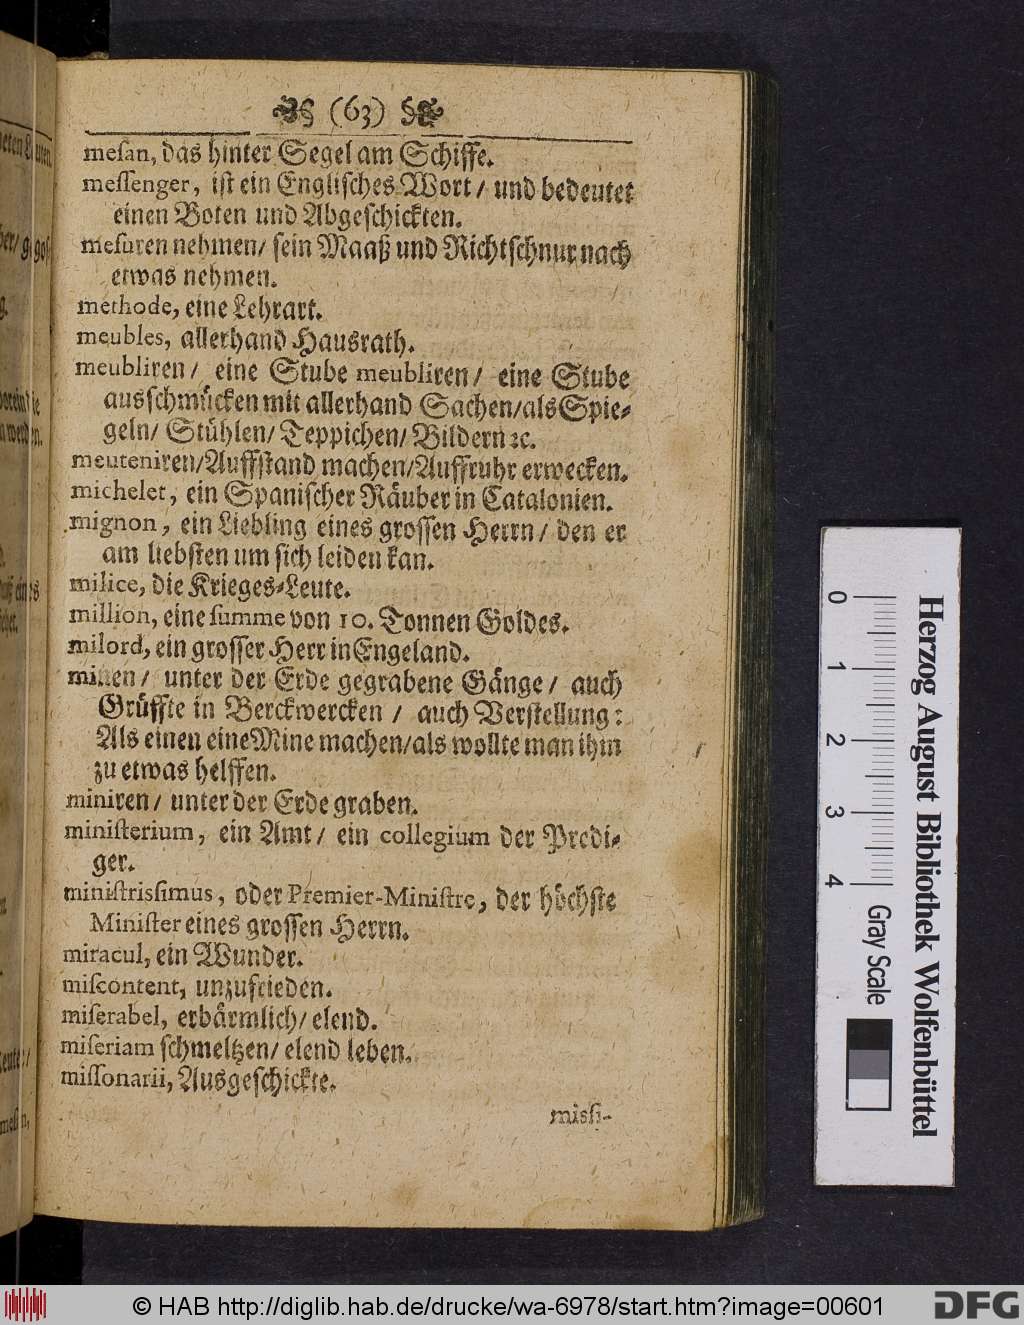 (63)
mesan, das hinter Segel am Schiffe.
messenger, ist ein Englisches Wort / und bedeutet
einen Boten und Abgeschickten.
mesuren nehmen / sein Maaß und Richtschnur nach
etwas nehmen.
methode, eine Lehrart.
meubles, allerhand Hausrath.
meubliren / eine Stube meubliren / eine Stube
ausschmücken mit allerhand Sachen / als Spie-
geln / Stühlen / Teppichen / Bildern ꝛc.
meuteniren / Auffstand machen / Auffruhr erwecken.
michelet, ein Spanischer Räuber in Catalonien.
mignon, ein Liebling eines grossen Herrn / den er
am liebsten um sich leiden kan.
milice, die Krieges-Leute.
million, eine summe von 10. Tonnen Goldes.
milord, ein grosser Herr in Engeland.
minen / unter der Erde gegrabene Gänge / auch
Grüffte in Berckwercken / auch Verstellung:
Als einen eine Mine machen / als wollte man ihm
zu etwas helffen.
miniren / unter der Erde graben.
ministerium, ein Amt / ein collegium der Predi-
ger.
ministrissimus, oder Premier-Ministre, der höchste
Minister eines grossen Herrn.
miracul, ein Wunder.
miscontent, unzufrieden.
miserabel, erbärmlich / elend.
miseriam schmeltzen / elend leben.
missonarii, Ausgeschickte.
missi-
Herzog August Bibliothek Wolfenbüttel
0 1 2 3 4 Gray Scale
© HAB http://diglib.hab.de/drucke/wa-6978/start.htm?image=00601
DFG